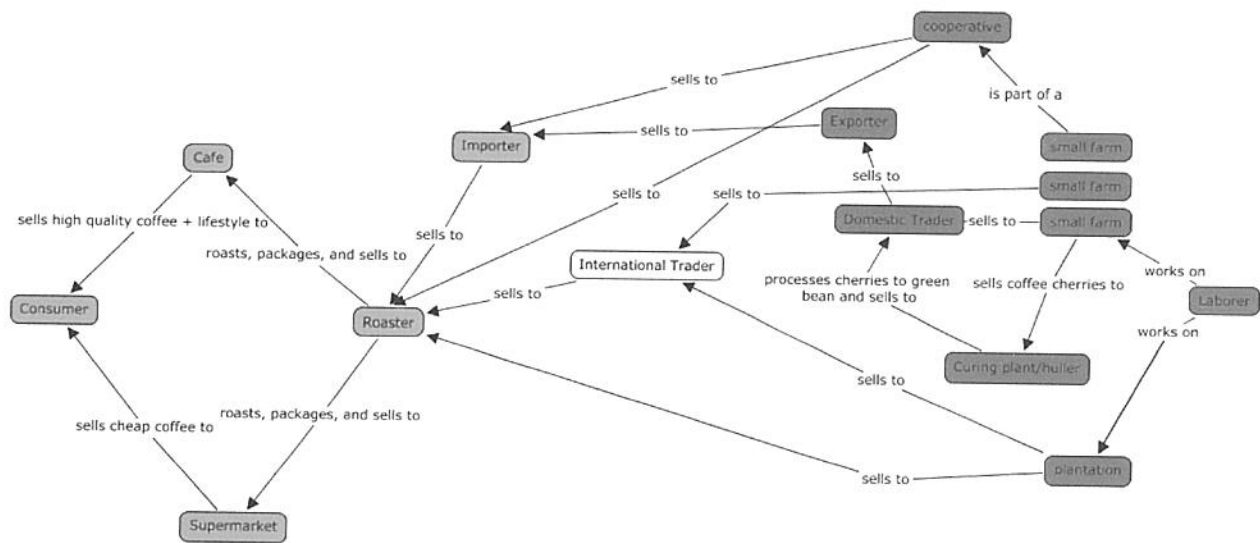 cooperative
sells to
is part of a
Exporter
sells to
Importer
small farm
Cafe
sells to
small farm
sells to
sells to
sells high quality coffee + lifestyle to
Domestic Trader
sells to
small farm
sells to
roasts, packages, and sells to
International Trader
works on
processes cherries to green
bean and sells to
sells coffee cherries to
sells to
Consumer
Laborer
Roaster
works on
Curing plant/huller
sells to
roasts, packages, and sells to
sells cheap coffee to
plantation
sells to
Supermarket